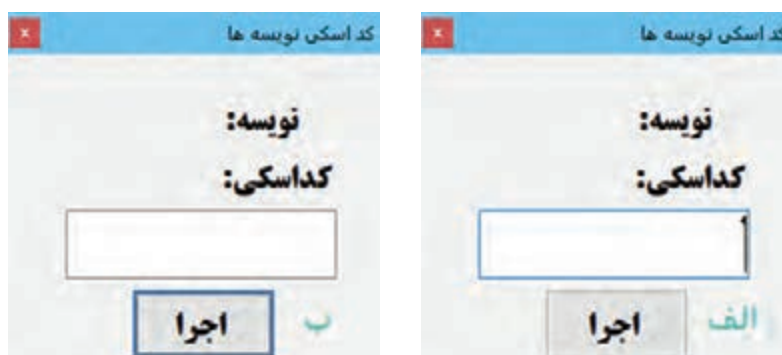 کد اسکی نویسه ها
نویسه:
کداسکی:
اجرا
الف
کد اسکی نویسه ها
نویسه:
کداسکی:
اجرا
ب